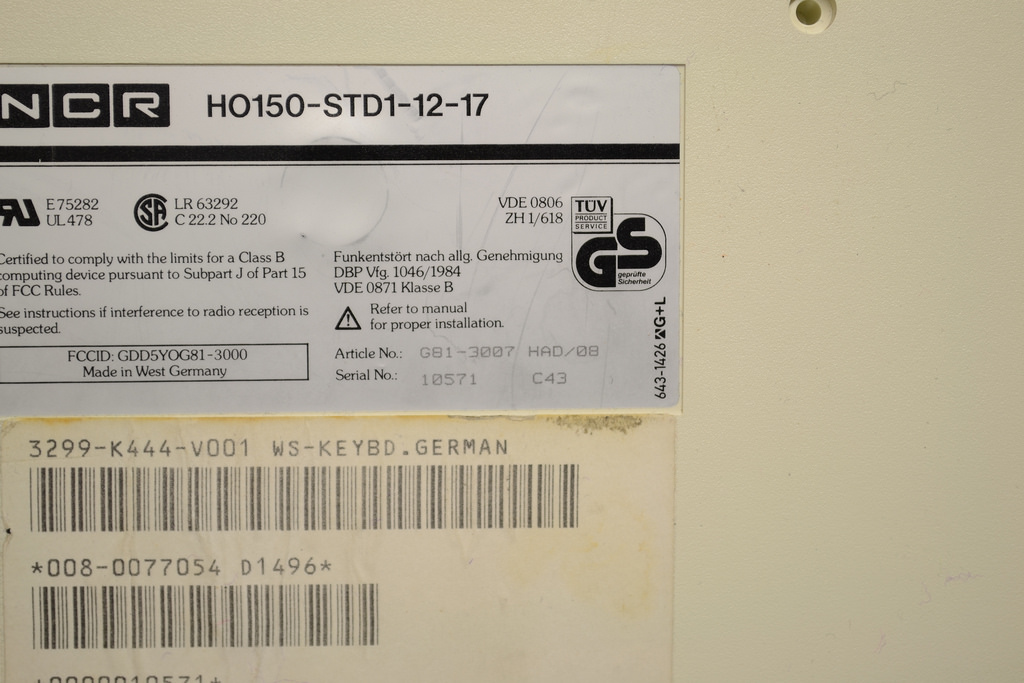 NCR HO150-STD1-12-17
E75282
UL478
LR 63292
C 22.2 No 220
VDE 0806
ZH 1/618
TÜV
PRODUCT
SERVICE
GS
geprüfte
Sicherheit
Certified to comply with the limits for a Class B
computing device pursuant to Subpart J of Part 15
of FCC Rules.
See instructions if interference to radio reception is
suspected.
FCCID: GDD5YOG81-3000
Made in West Germany
Funkentstört nach allg. Genehmigung
DBP Vfg. 1046/1984
VDE 0871 Klasse B
Refer to manual
for proper installation.
Article No.: G81-3007 HAD/08
Serial No.: 10571 C43
643-1426 G+L
3299-K444-V001 WS-KEYBD.GERMAN
*008-0077054 D1496*
*0000010571*